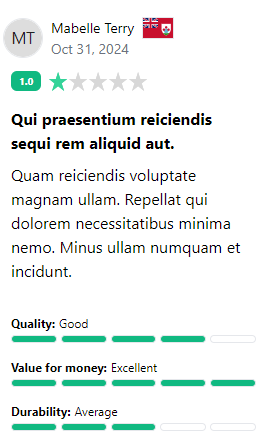 MT
Mabelle Terry
Oct 31, 2024
1.0
Qui praesentium reiciendis
sequi rem aliquid aut.
Quam reiciendis voluptate
magnam ullam. Repellat qui
dolorem necessitatibus minima
nemo. Minus ullam numquam et
incidunt.
Quality: Good
Value for money: Excellent
Durability: Average